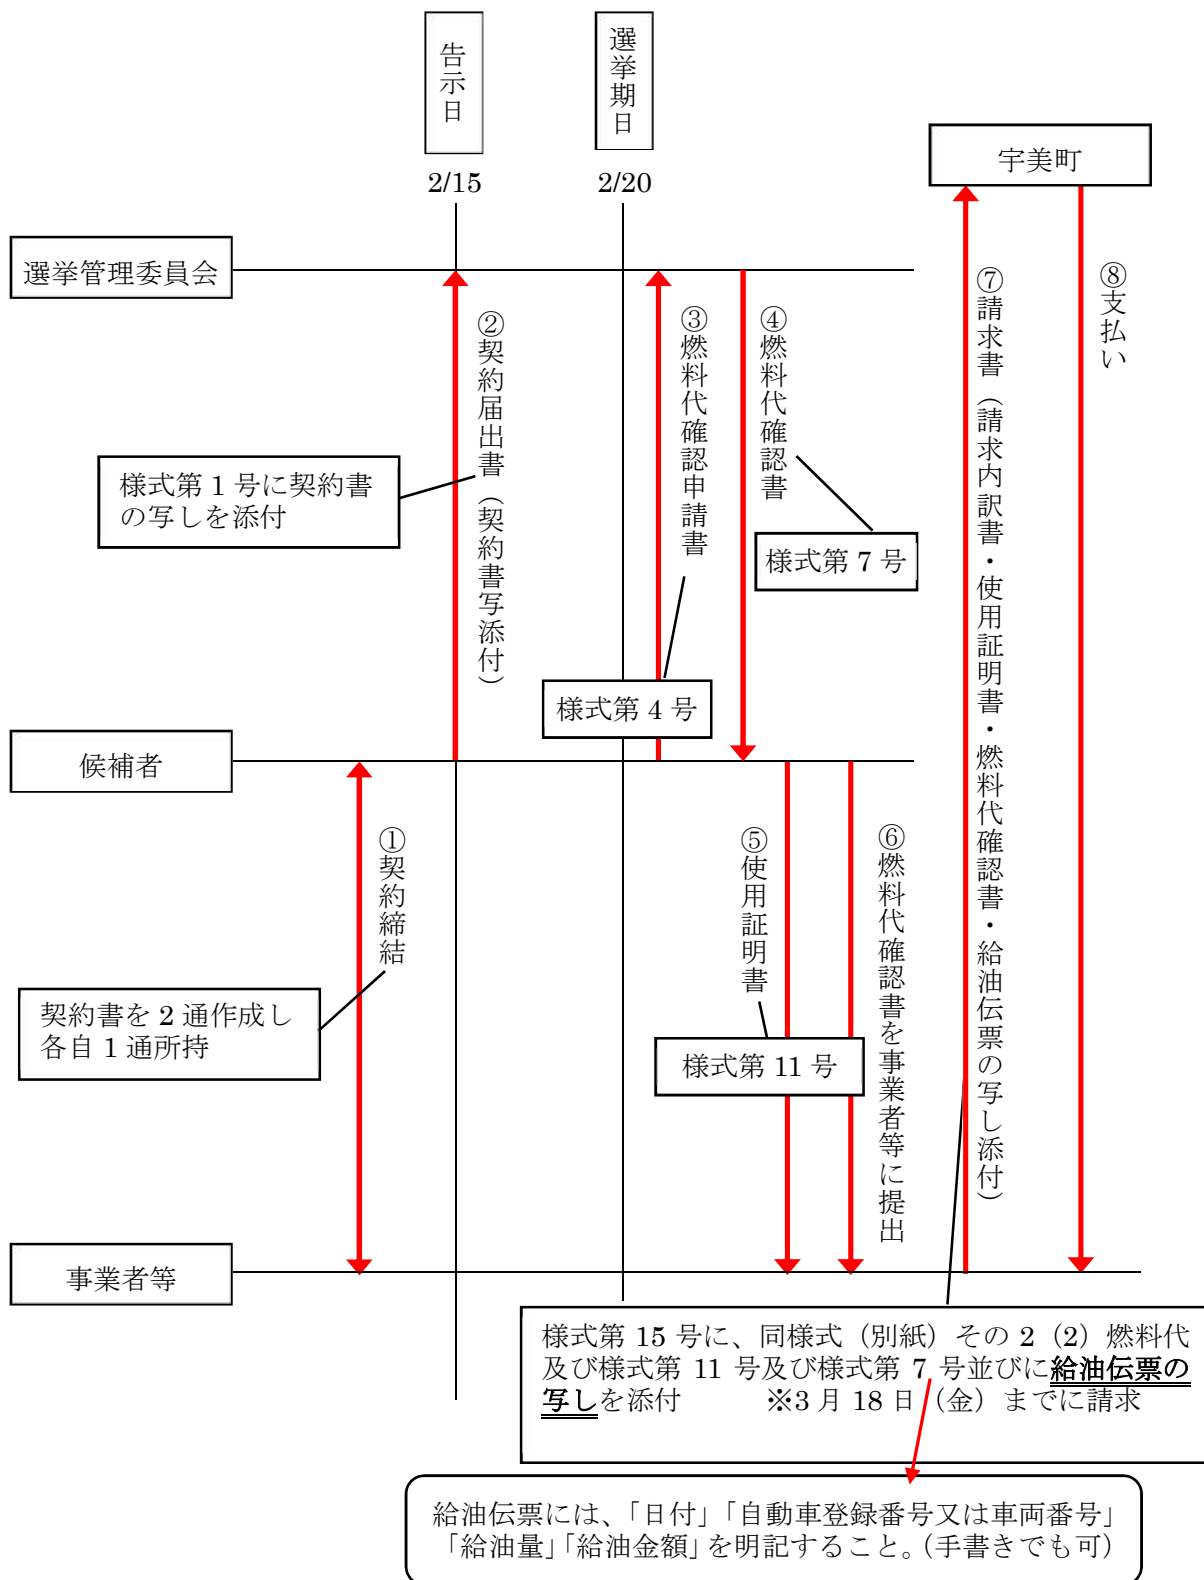 告示日
2/15
選挙期日
2/20
宇美町
選挙管理委員会
②契約届出書（契約書写添付）
様式第 1 号に契約書
の写しを添付
③燃料代確認申請書
様式第 4 号
④燃料代確認書
様式第 7 号
⑦請求書（請求内訳書・使用証明書・燃料代確認書・給油伝票の写し添付）
⑧支払い
候補者
①契約締結
契約書を 2 通作成し
各自 1 通所持
⑤使用証明書
様式第 11 号
⑥燃料代確認書を事業者等に提出
事業者等
様式第 15 号に、同様式（別紙）その 2（2）燃料代
及び様式第 11 号及び様式第 7 号並びに給油伝票の
写しを添付　　　※3 月 18 日（金）までに請求
給油伝票には、「日付」「自動車登録番号又は車両番号」
「給油量」「給油金額」を明記すること。（手書きでも可）